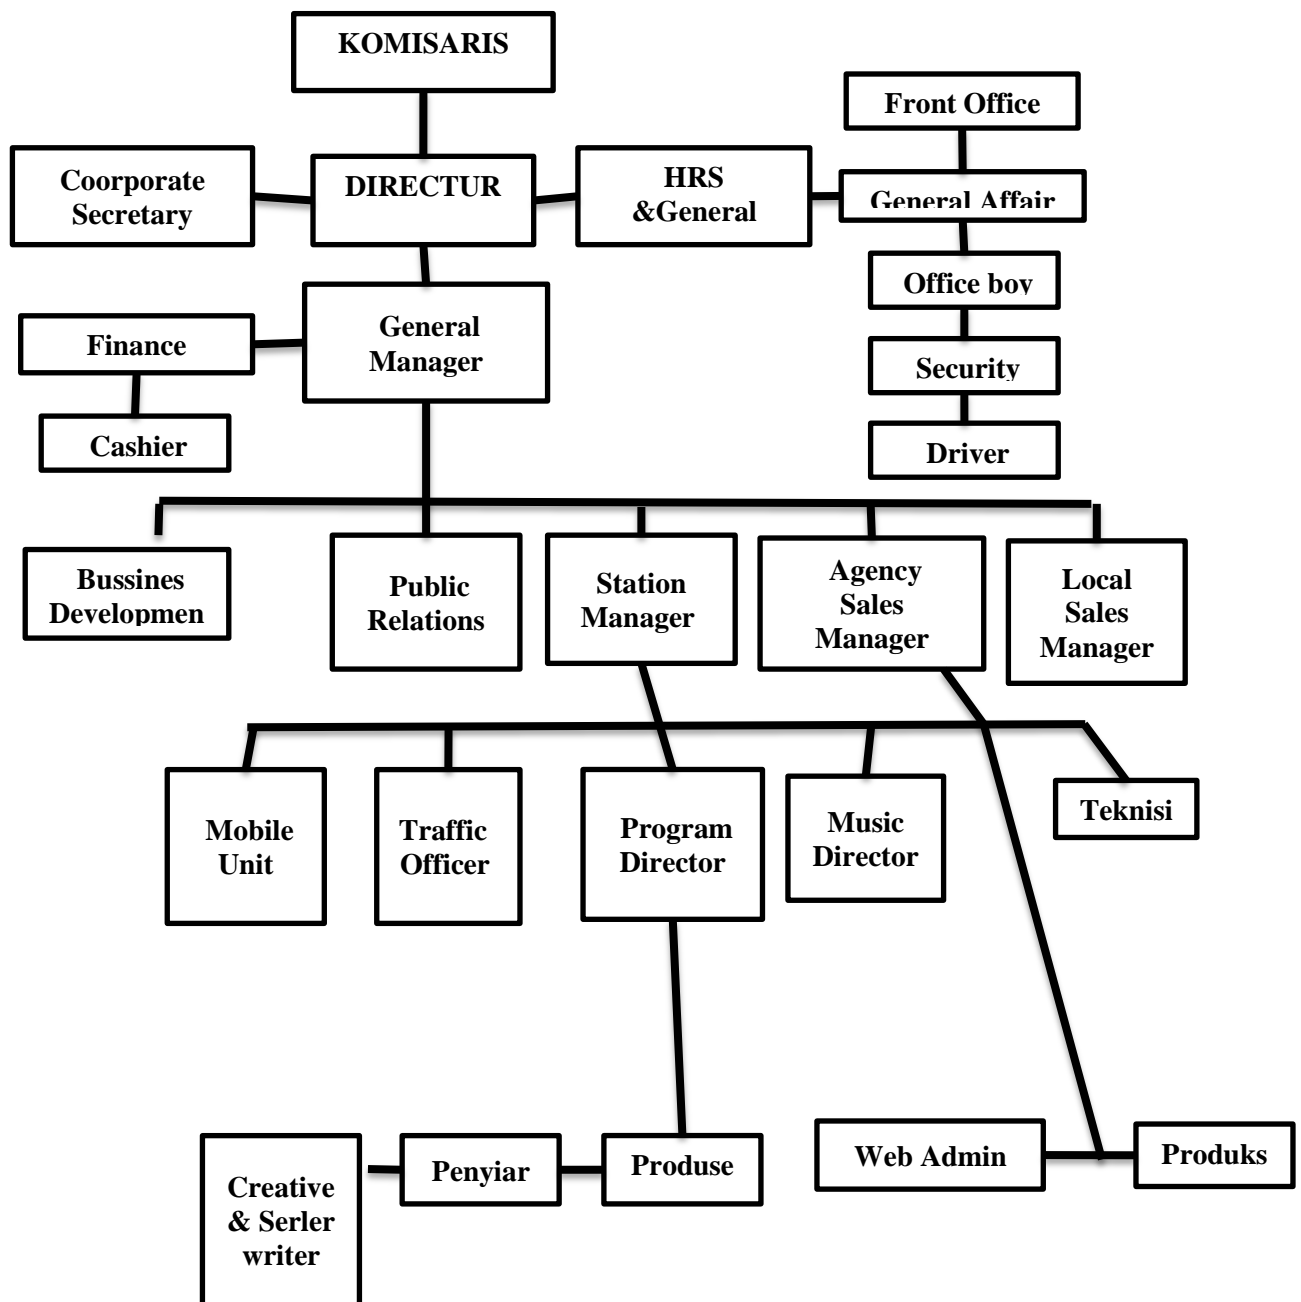 KOMISARIS
Front Office
Coorporate
Secretary
DIRECTUR
HRS
&General
General Affair
Office boy
General
Manager
Finance
Security
Cashier
Driver
Bussines
Developmen
Public
Relations
Station
Manager
Agency
Sales
Manager
Local
Sales
Manager
Mobile
Unit
Traffic
Officer
Program
Director
Music
Director
Teknisi
Creative
& Serler
writer
Penyiar
Produse
Web Admin
Produks